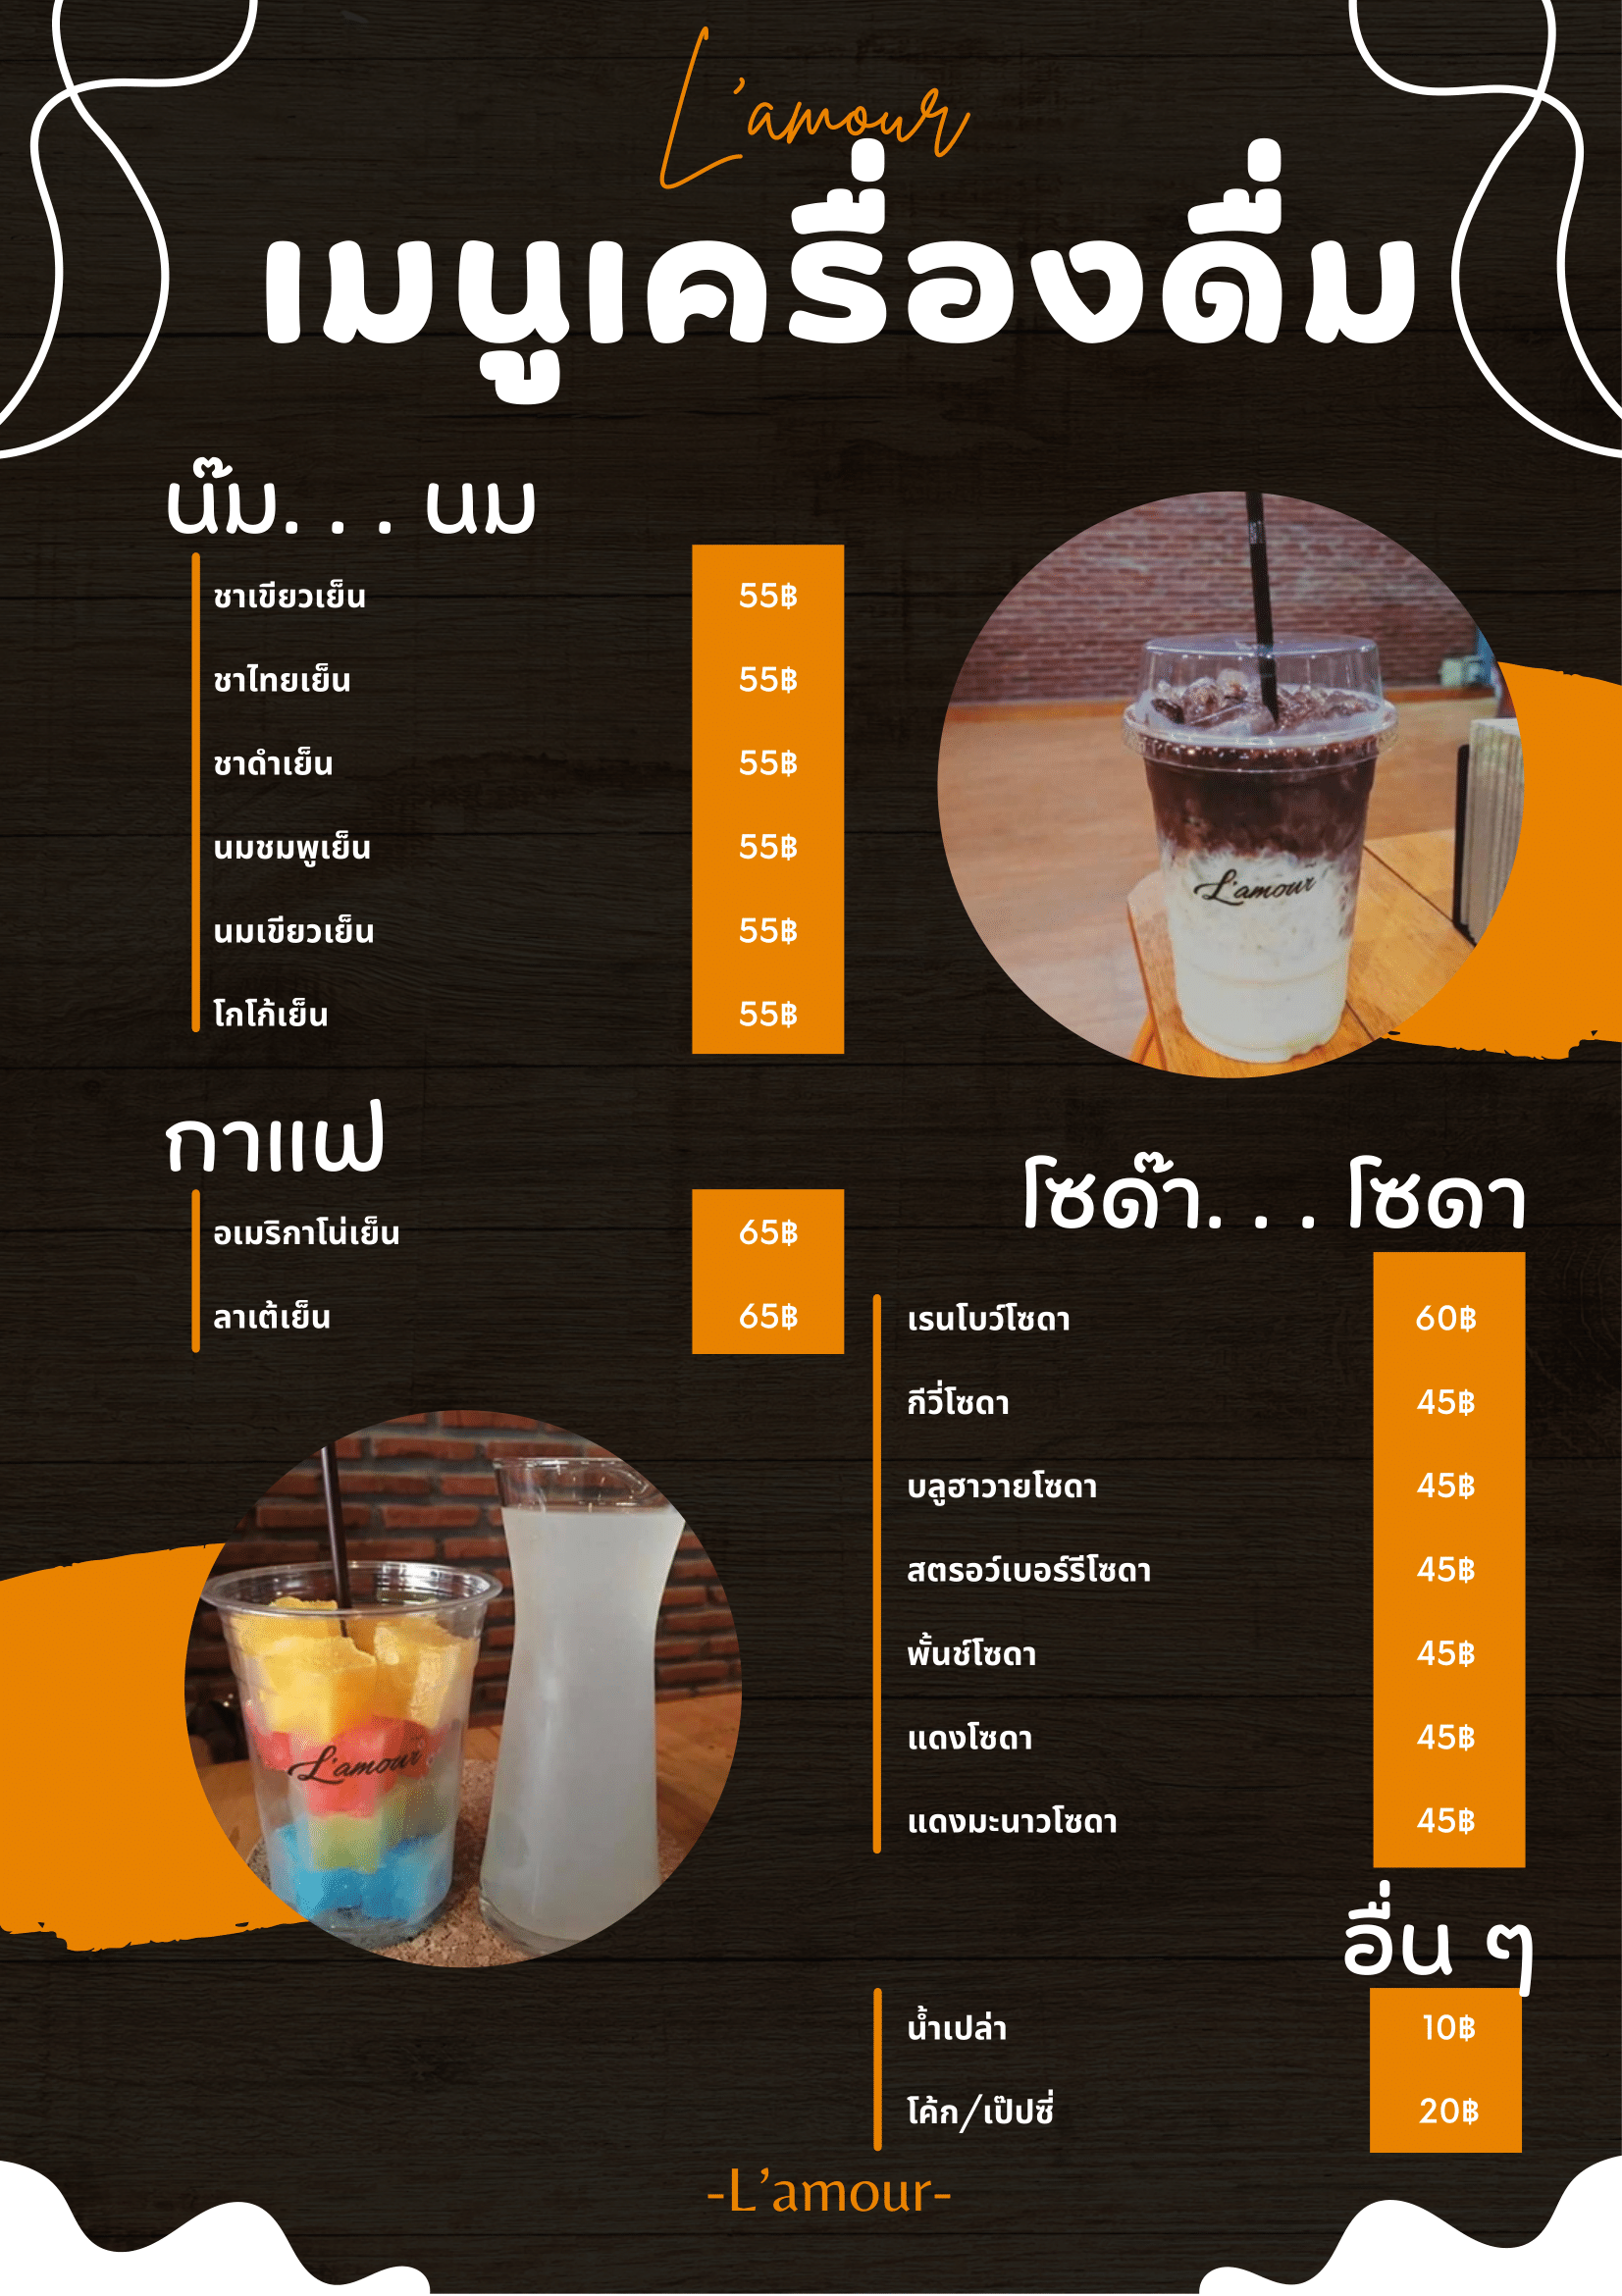 L'amour
เมนูเครื่องดื่ม
นี๊ม. . . นม
ชาเขียวเย็น 55฿
ชาไทยเย็น 55฿
ชาดำเย็น 55฿
นมชมพูเย็น 55฿
นมเขียวเย็น 55฿
โกโก้เย็น 55฿
L'amour
กาแฟ
อเมริกาโน่เย็น 65฿
ลาเต้เย็น 65฿
โซด๊า. . . โซดา
เรนโบว์โซดา 60฿
กีวี่โซดา 45฿
บลูฮาวายโซดา 45฿
สตรอว์เบอร์รีโซดา 45฿
พั้นช์โซดา 45฿
แดงโซดา 45฿
แดงมะนาวโซดา 45฿
L'amour
อื่น ๆ
น้ำเปล่า 10฿
โค้ก/เป๊ปซี่ 20฿
-L'amour-